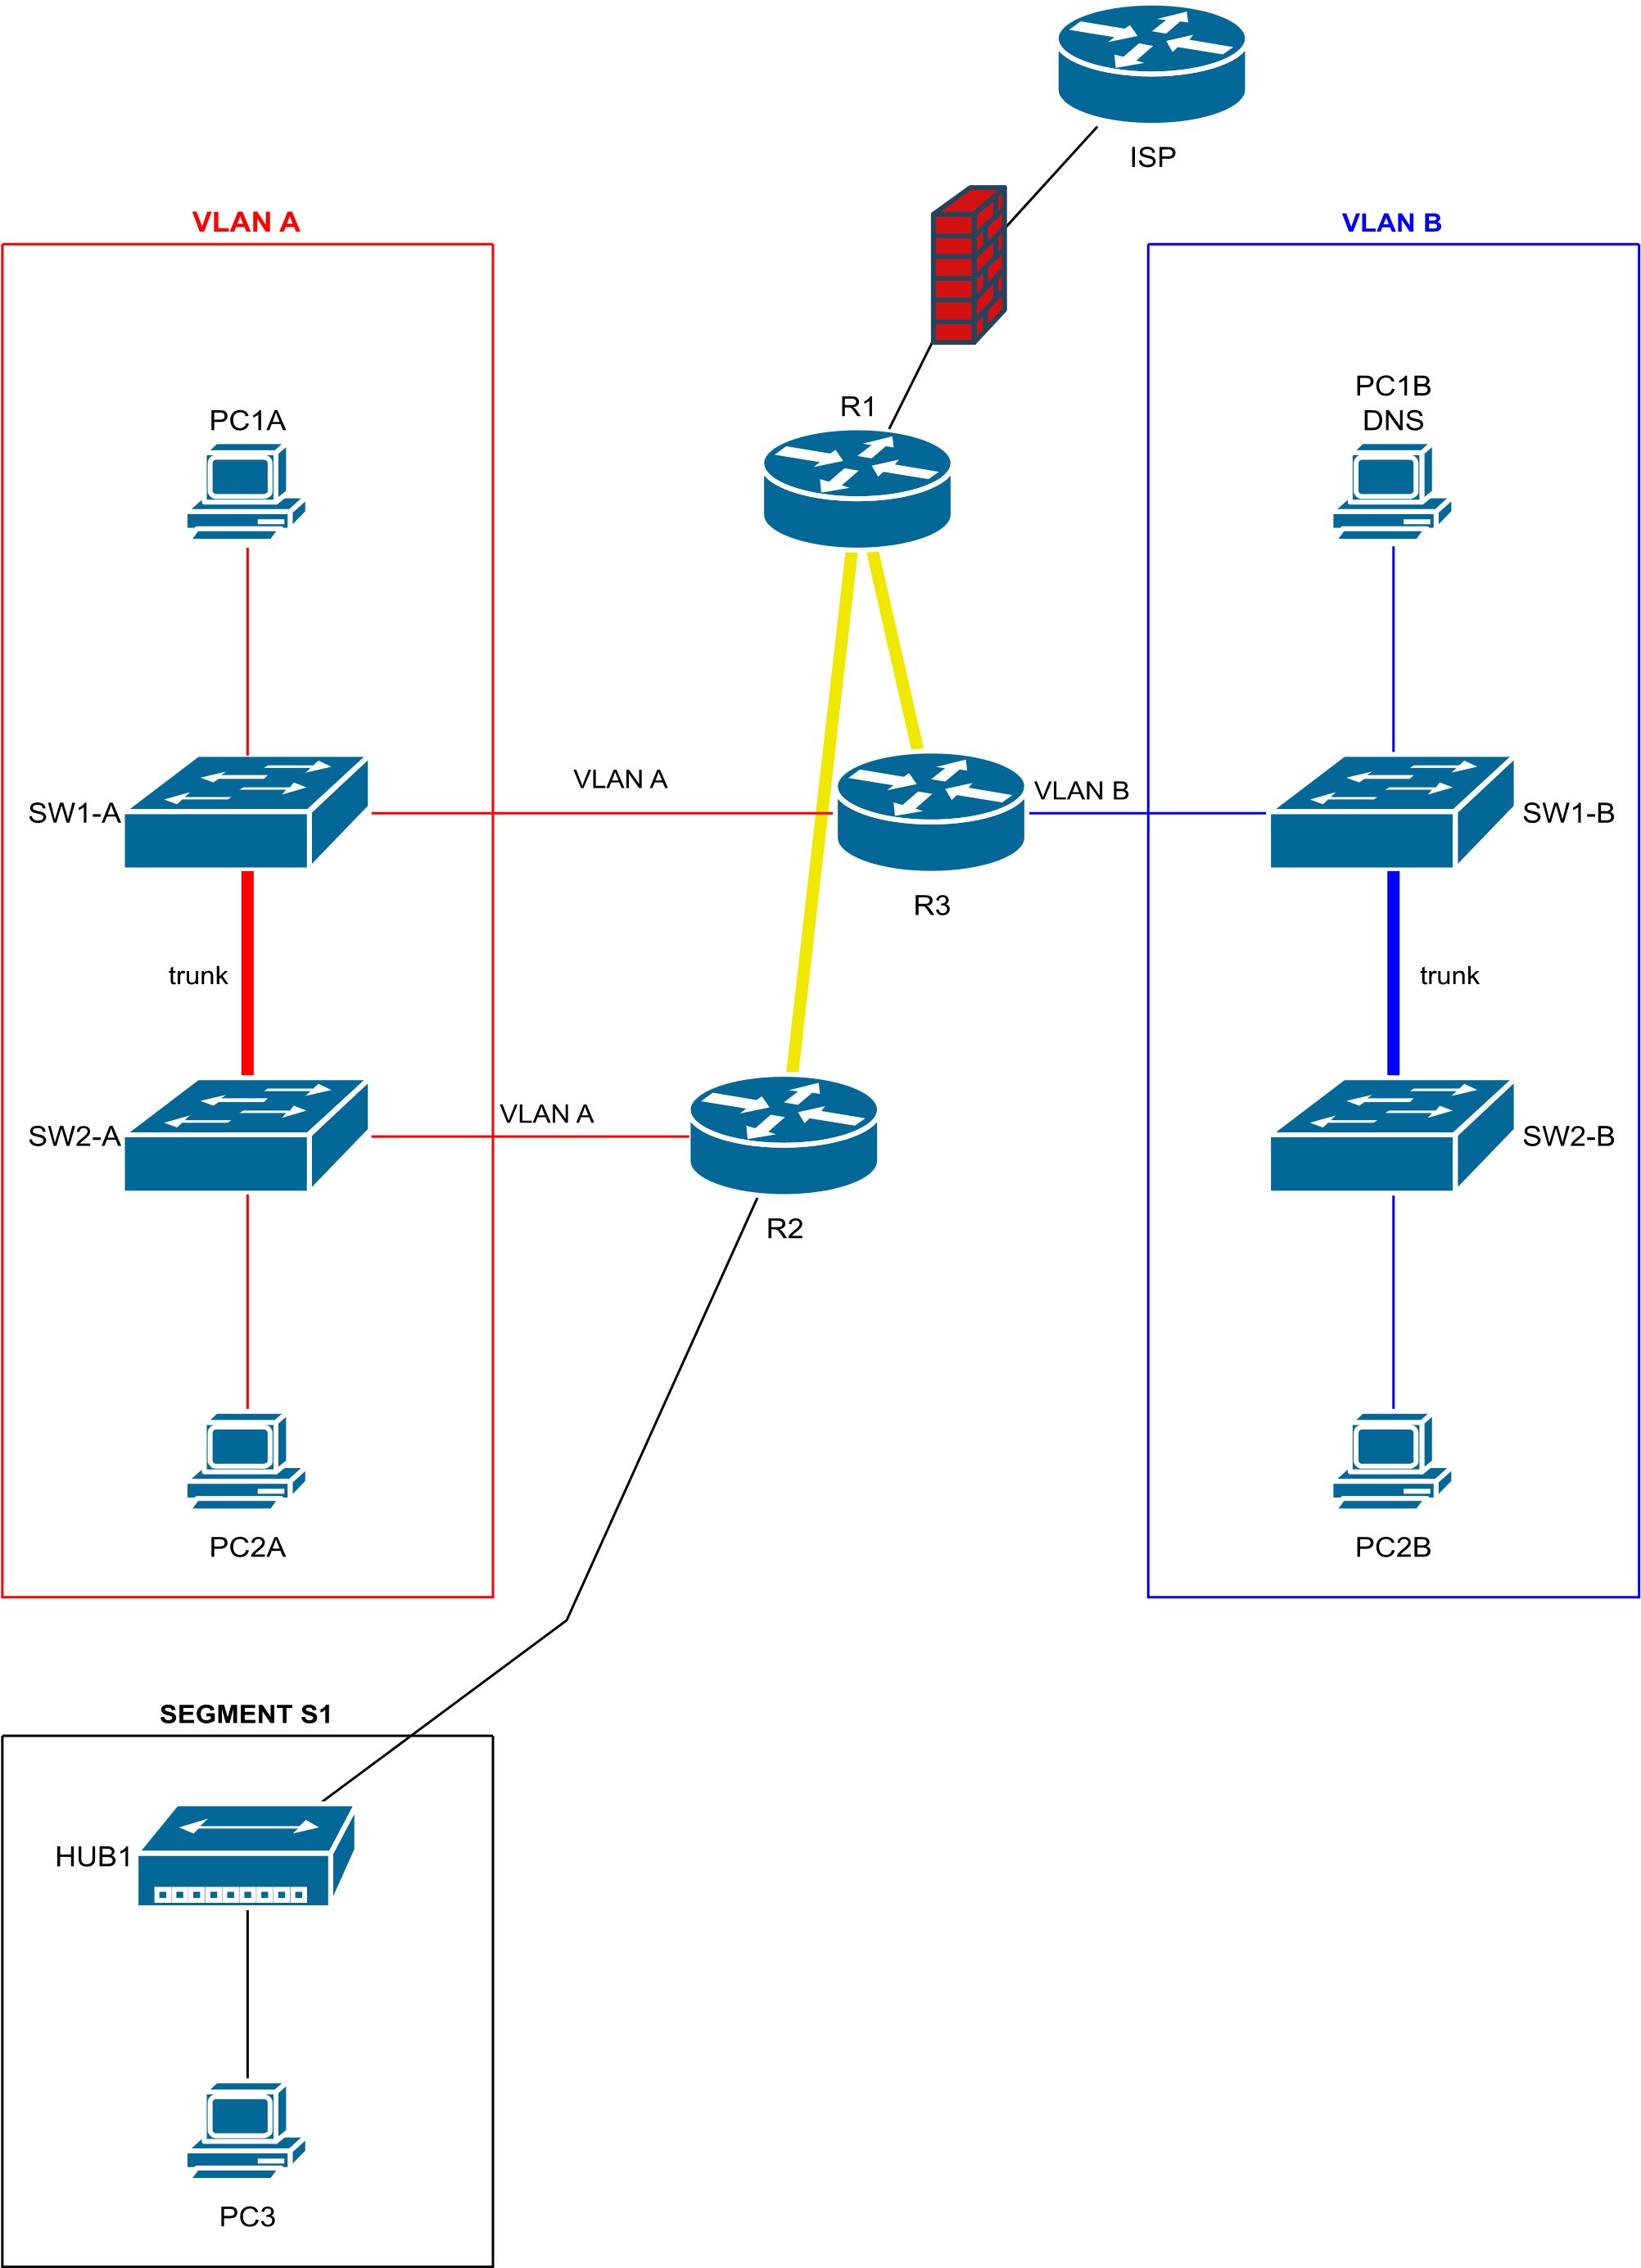 ISP
VLAN A
VLAN B
R1
PC1A
PC1B
DNS
VLAN A
VLAN B
SW1-A
SW1-B
R3
trunk
trunk
VLAN A
SW2-A
SW2-B
R2
PC2A
PC2B
SEGMENT S1
HUB1
PC3